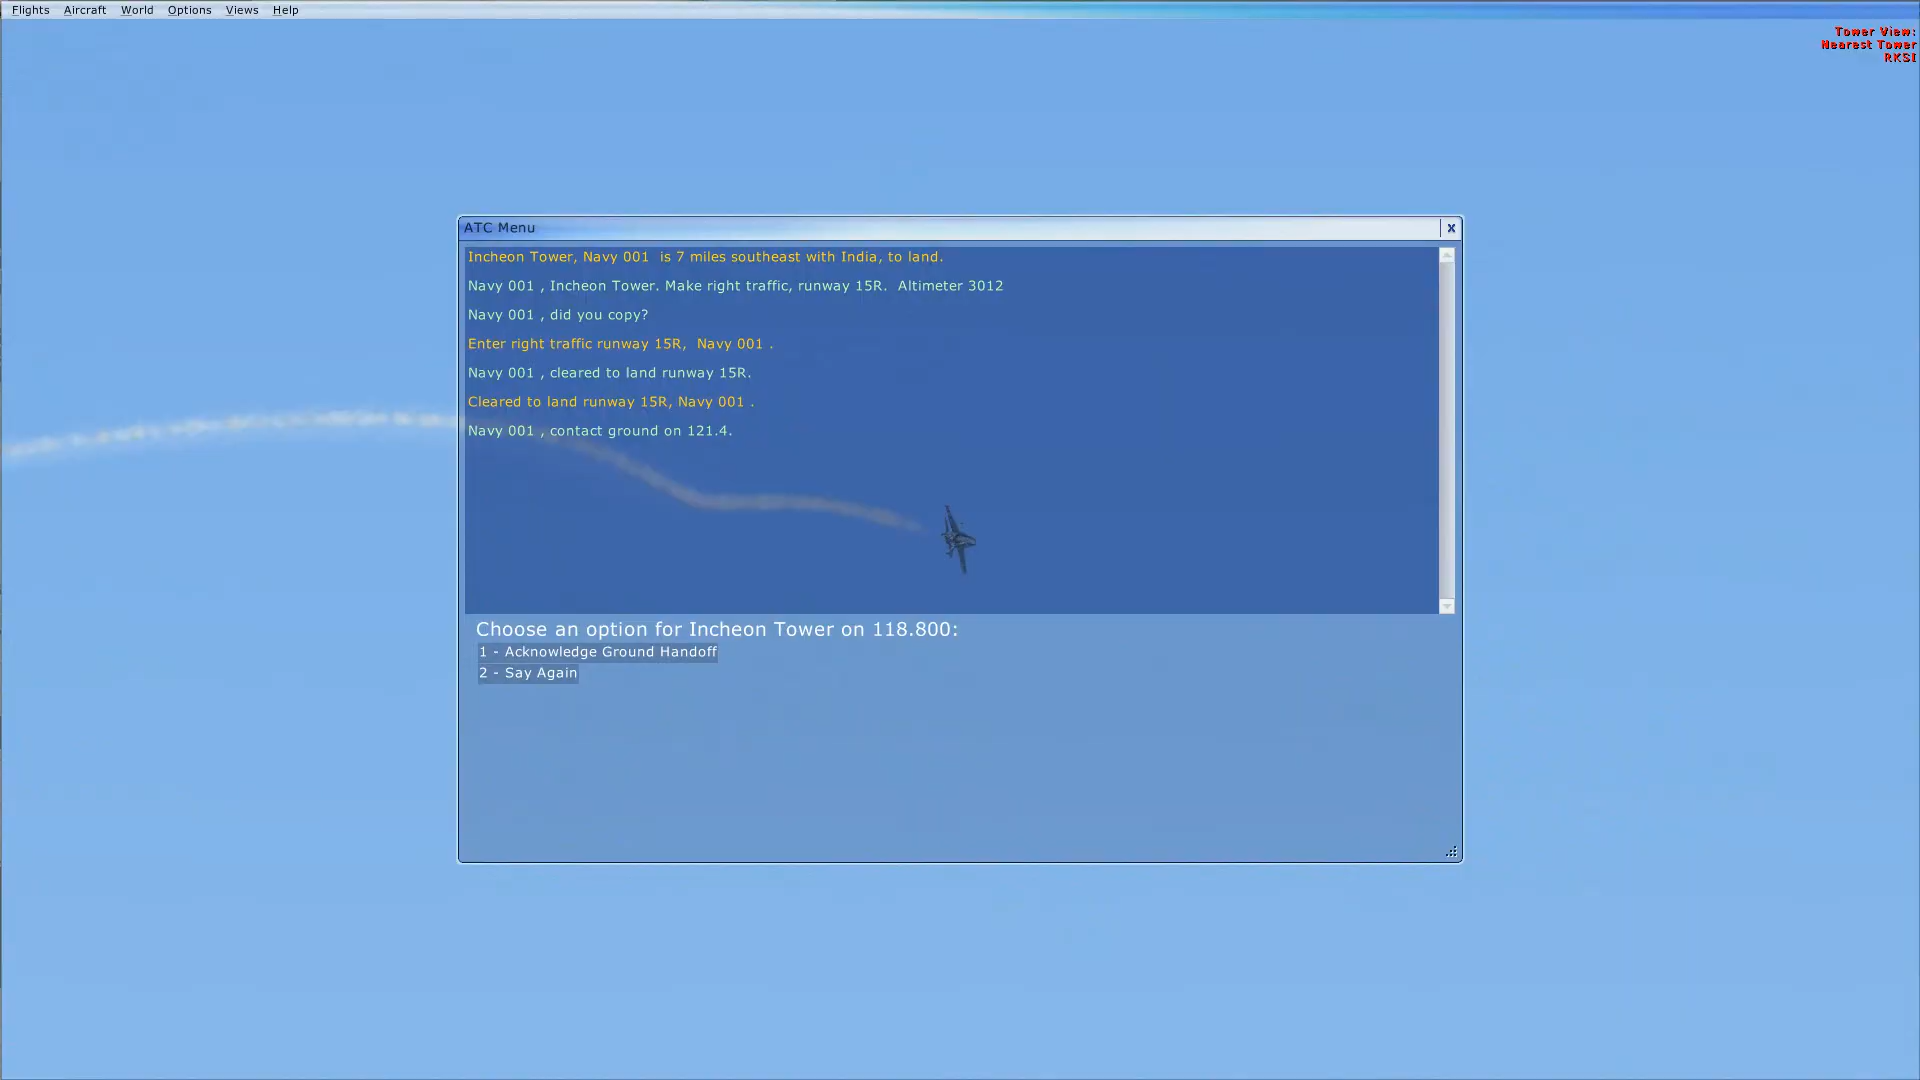 Flights Aircraft World Options Views Help
Tower View:
Nearest Tower
RKSI
ATC Menu x
Incheon Tower, Navy 001 is 7 miles southeast with India, to land.
Navy 001 , Incheon Tower. Make right traffic, runway 15R. Altimeter 3012
Navy 001 , did you copy?
Enter right traffic runway 15R, Navy 001 .
Navy 001 , cleared to land runway 15R.
Cleared to land runway 15R, Navy 001 .
Navy 001 , contact ground on 121.4.
Choose an option for Incheon Tower on 118.800:
1 - Acknowledge Ground Handoff
2 - Say Again